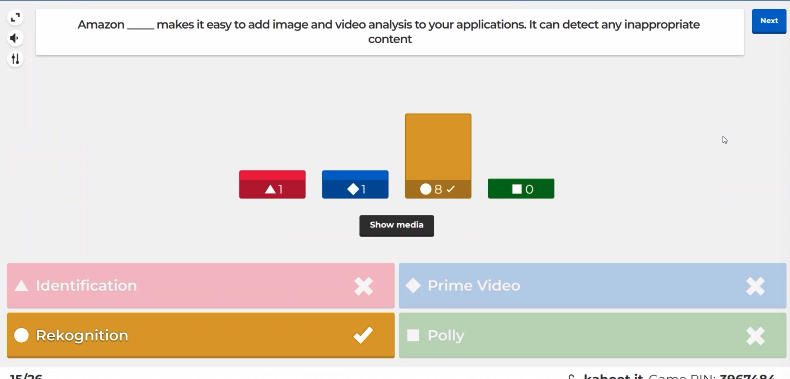 Amazon ____ makes it easy to add image and video analysis to your applications. It can detect any inappropriate
content
Next
1
1
8
0
Show media
Identification
Prime Video
Rekognition
Polly
15/26
kahoot.it Game PIN: 3967484